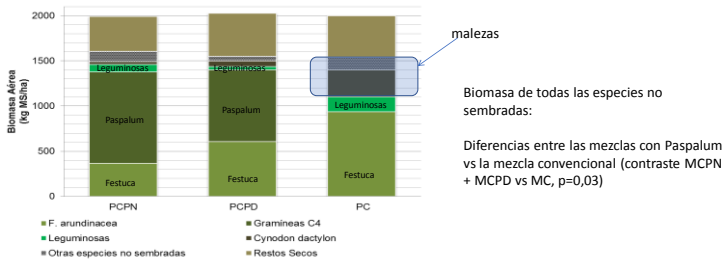 malezas
2000
1500
1000
500
0
Biomasa Aérea
(kg MS/ha)
Leguminosas
Paspalum
Festuca
Leguminosas
Paspalum
Festuca
Leguminosas
Festuca
PCPN
PCPD
PC
F. arundinacea
Gramíneas C4
Leguminosas
Cynodon dactylon
Otras especies no sembradas
Restos Secos
Biomasa de todas las especies no
sembradas:
Diferencias entre las mezclas con Paspalum
vs la mezcla convencional (contraste MCPN
+ MCPD vs MC, p=0,03)